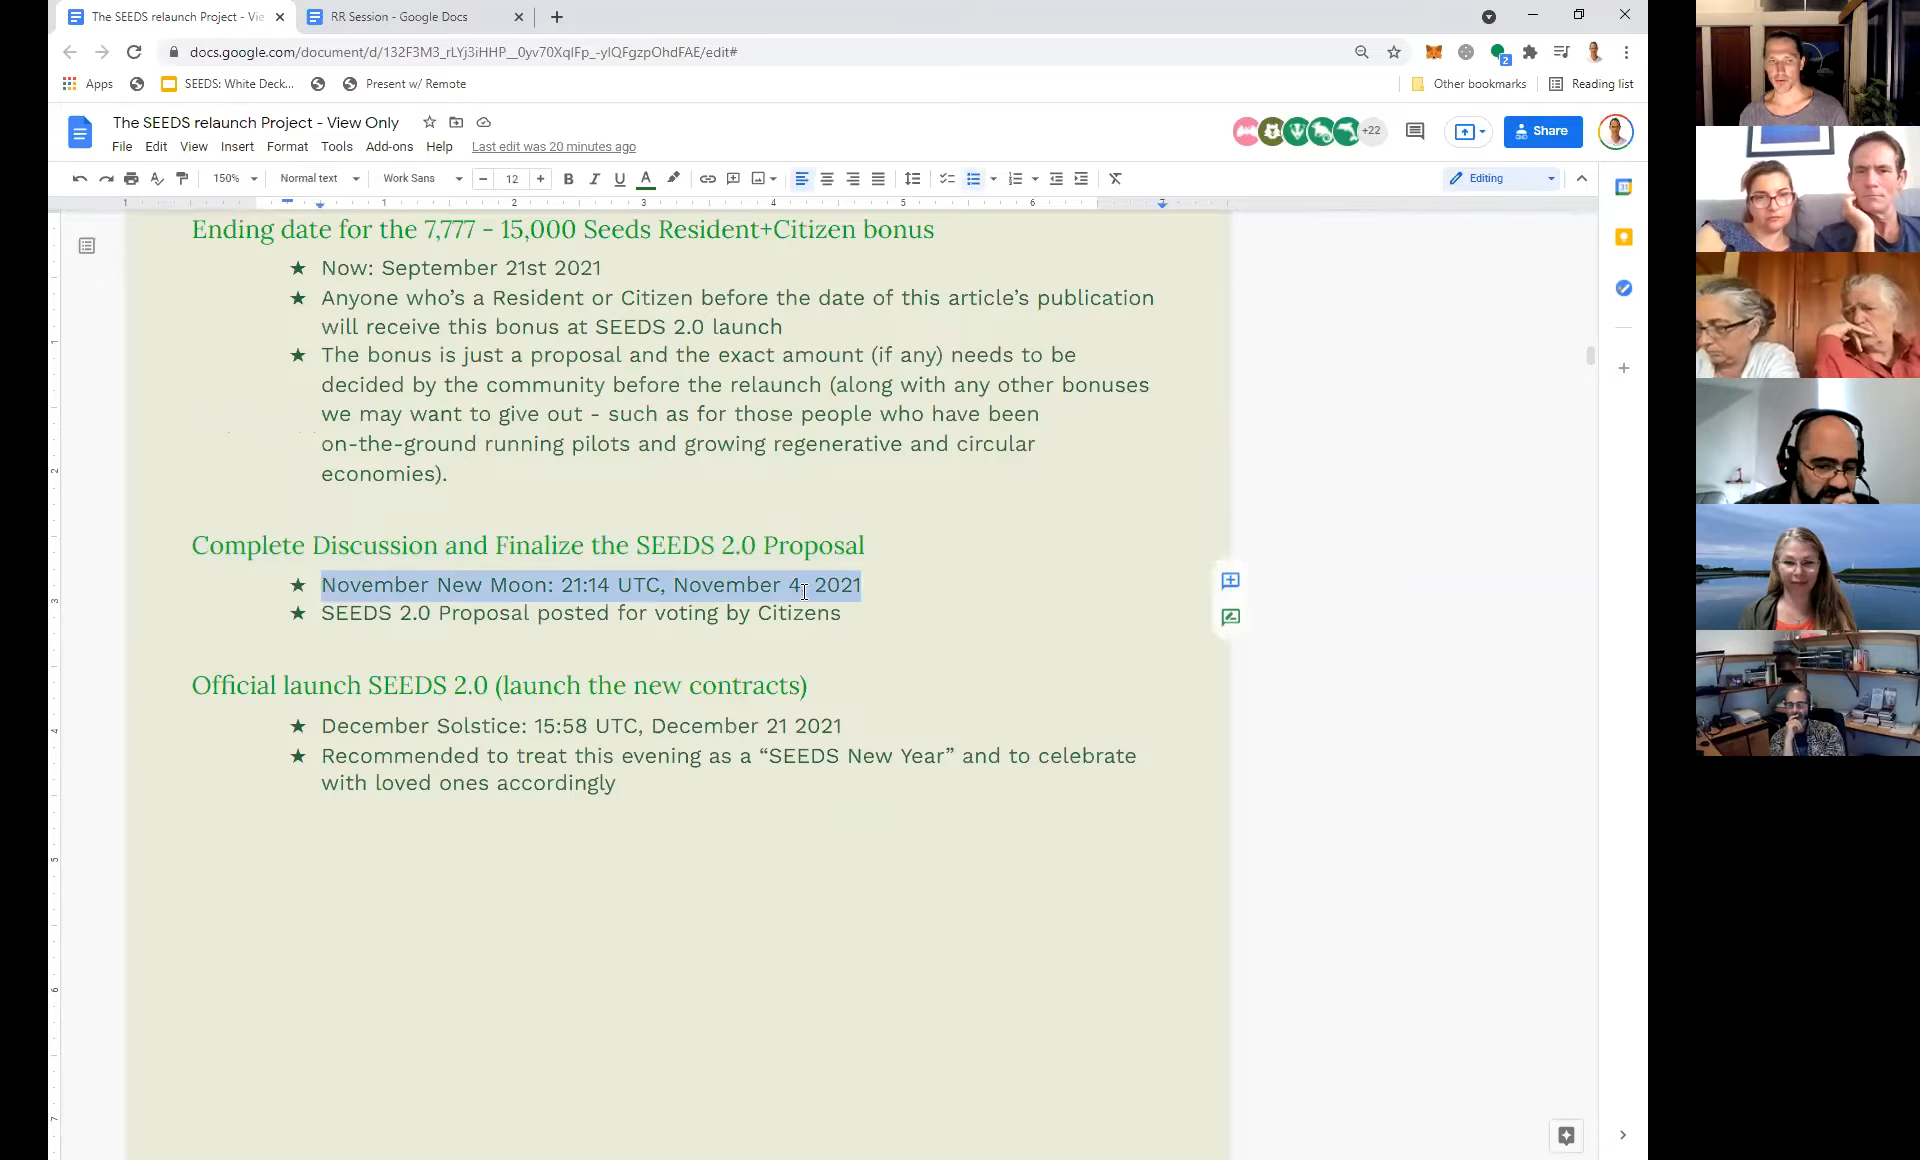 The SEEDS relaunch Project - Vie
RR Session - Google Docs
docs.google.com/document/d/132F3M3_rLYj3iHHP__0yv70XqlFp_-ylQFgzpOhdFAE/edit#
Apps
SEEDS: White Deck...
Present w/ Remote
Other bookmarks
Reading list
The SEEDS relaunch Project - View Only
+22
Share
File Edit View Insert Format Tools Add-ons Help Last edit was 20 minutes ago
150% Normal text Work Sans 12 B I U A Editing
1 1 2 3 4 5 6 7
Ending date for the 7,777 - 15,000 Seeds Resident+Citizen bonus
★ Now: September 21st 2021
★ Anyone who's a Resident or Citizen before the date of this article's publication
will receive this bonus at SEEDS 2.0 launch
★ The bonus is just a proposal and the exact amount (if any) needs to be
decided by the community before the relaunch (along with any other bonuses
we may want to give out - such as for those people who have been
on-the-ground running pilots and growing regenerative and circular
economies).
Complete Discussion and Finalize the SEEDS 2.0 Proposal
★ November New Moon: 21:14 UTC, November 4, 2021
★ SEEDS 2.0 Proposal posted for voting by Citizens
Official launch SEEDS 2.0 (launch the new contracts)
★ December Solstice: 15:58 UTC, December 21 2021
★ Recommended to treat this evening as a “SEEDS New Year” and to celebrate
with loved ones accordingly